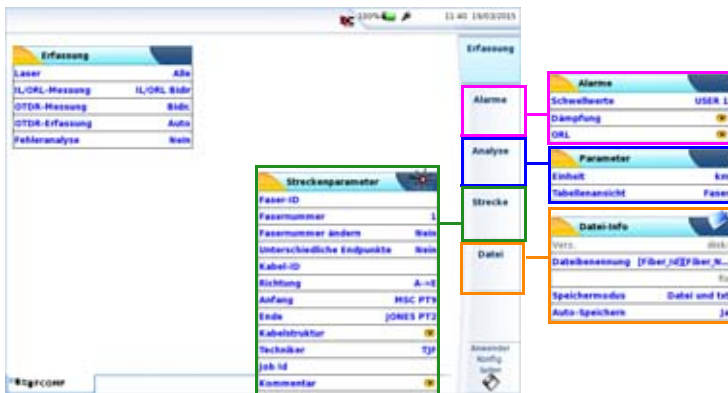 100%
11:40 19/03/2015
Erfassung
Laser Alle
IL/ORL-Messung IL/ORL Bidir
OTDR-Messung Bidir.
OTDR-Erfassung Auto
Fehleranalyse Nein
Erfassung
Alarme
Analyse
Strecke
Datei
Anwender
Konfig.
laden
Streckenparameter
Faser-ID
Fasernummer 1
Fasernummer ändern Nein
Unterschiedliche Endpunkte Nein
Kabel-ID
Richtung A->E
Anfang MSC PT9
Ende JONES PT2
Kabelstruktur
Techniker TJF
Job Id
Kommentar
Alarme
Schwellwerte USER 1
Dämpfung
ORL
Parameter
Einheit km
Tabellenansicht Faser
Datei-Info
Verz. disk/
Dateibenennung [Fiber_Id][Fiber_N...
Speichermodus Datei und txt
Auto-Speichern Ja